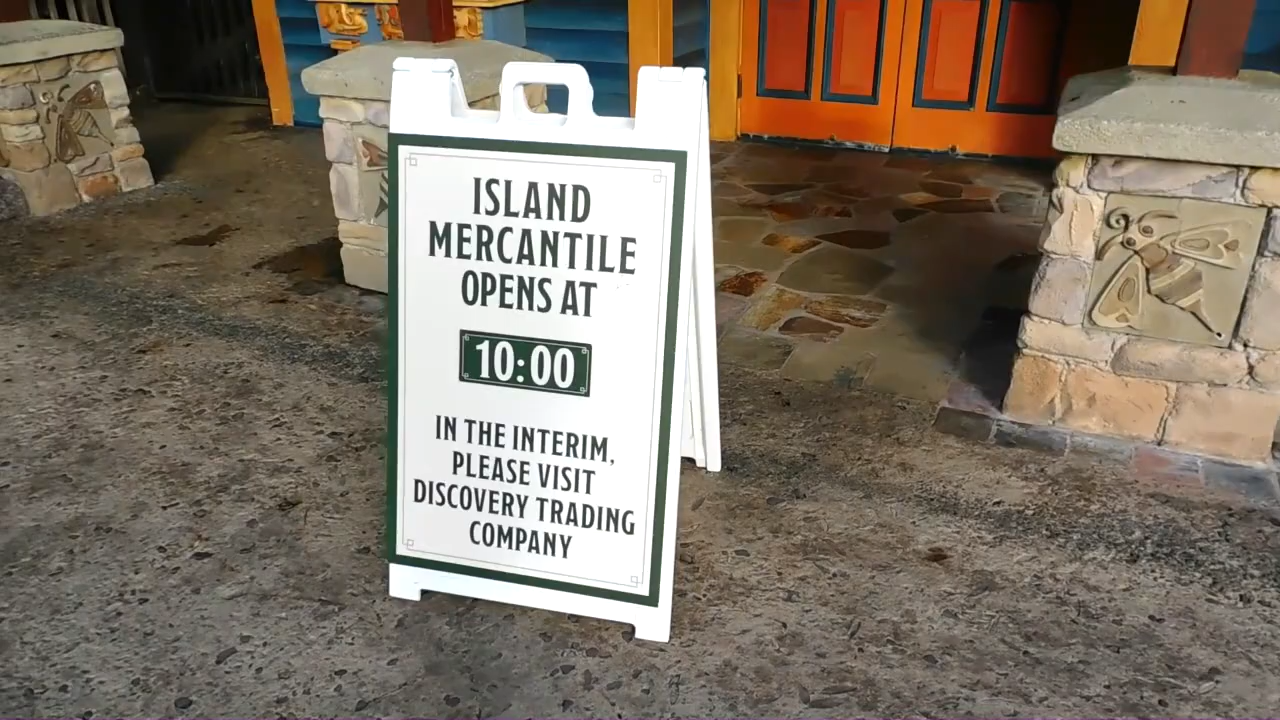 ISLAND
MERCANTILE
OPENS AT
10:00
IN THE INTERIM,
PLEASE VISIT
DISCOVERY TRADING
COMPANY